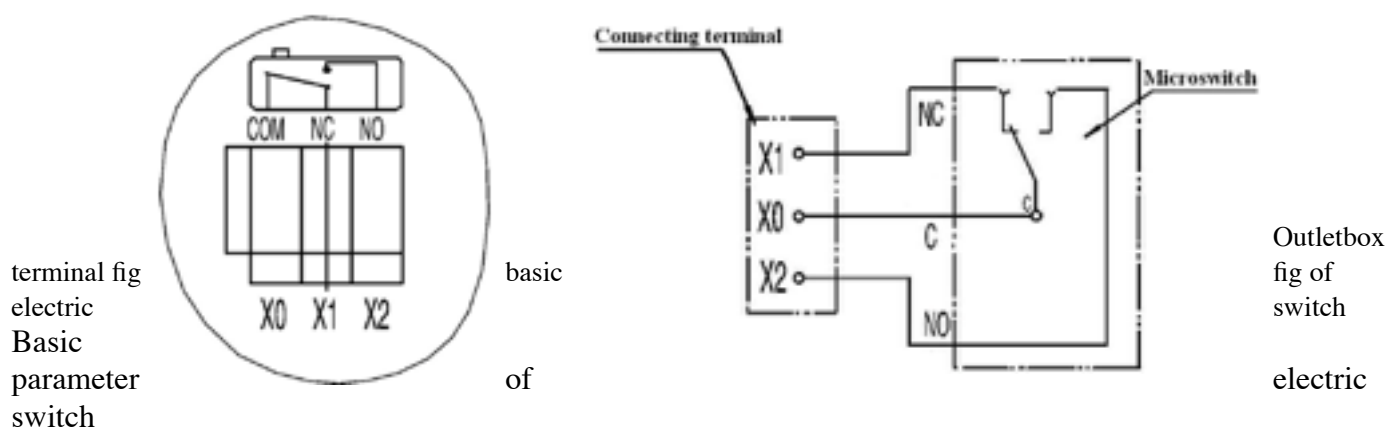 Connecting terminal
Microswitch
COM NC NO
NC
X1
X0
C
C
X2
NO
X0 X1 X2
Outletbox
terminal fig basic fig of
electric switch
Basic
parameter of electric
switch